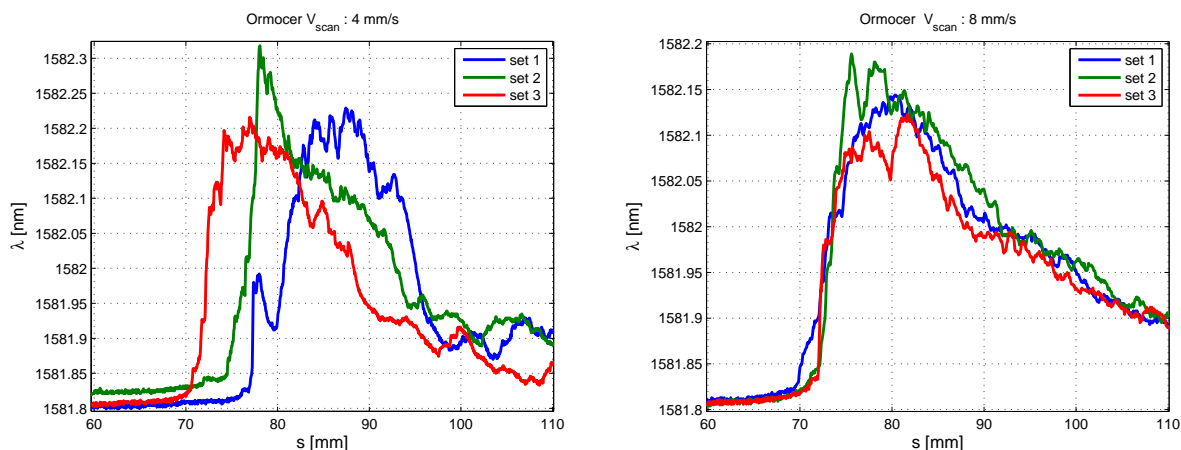 Ormocer V_scan : 4 mm/s
1582.3
1582.25
1582.2
1582.15
1582.1
1582.05
1582
1581.95
1581.9
1581.85
1581.8
λ [nm]
60 70 80 90 100 110
s [mm]
set 1
set 2
set 3
Ormocer V_scan : 8 mm/s
1582.2
1582.15
1582.1
1582.05
1582
1581.95
1581.9
1581.85
1581.8
λ [nm]
60 70 80 90 100 110
s [mm]
set 1
set 2
set 3